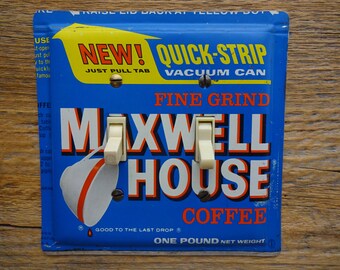 RAISE LID BACK AT YELLOW DOT
NEW!
JUST PULL TAB
QUICK-STRIP
VACUUM CAN
FINE GRIND
MAXWELL
HOUSE
®
COFFEE
® GOOD TO THE LAST DROP ®
ONE POUND NET WEIGHT